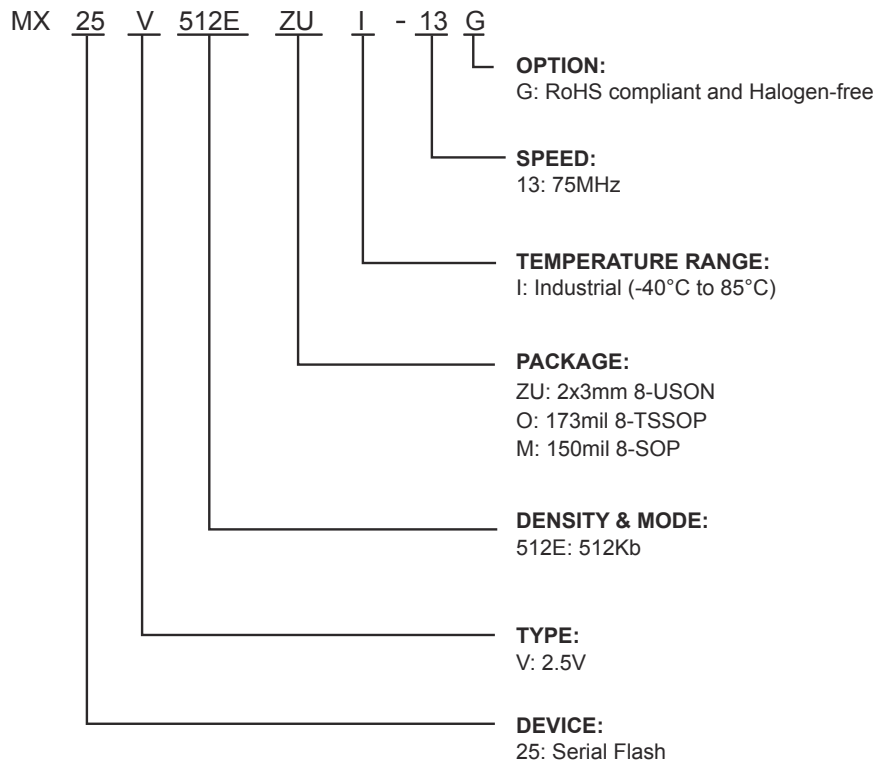 MX 25 V 512E ZU I - 13 G
OPTION:
G: RoHS compliant and Halogen-free
SPEED:
13: 75MHz
TEMPERATURE RANGE:
I: Industrial (-40°C to 85°C)
PACKAGE:
ZU: 2x3mm 8-USON
O: 173mil 8-TSSOP
M: 150mil 8-SOP
DENSITY & MODE:
512E: 512Kb
TYPE:
V: 2.5V
DEVICE:
25: Serial Flash